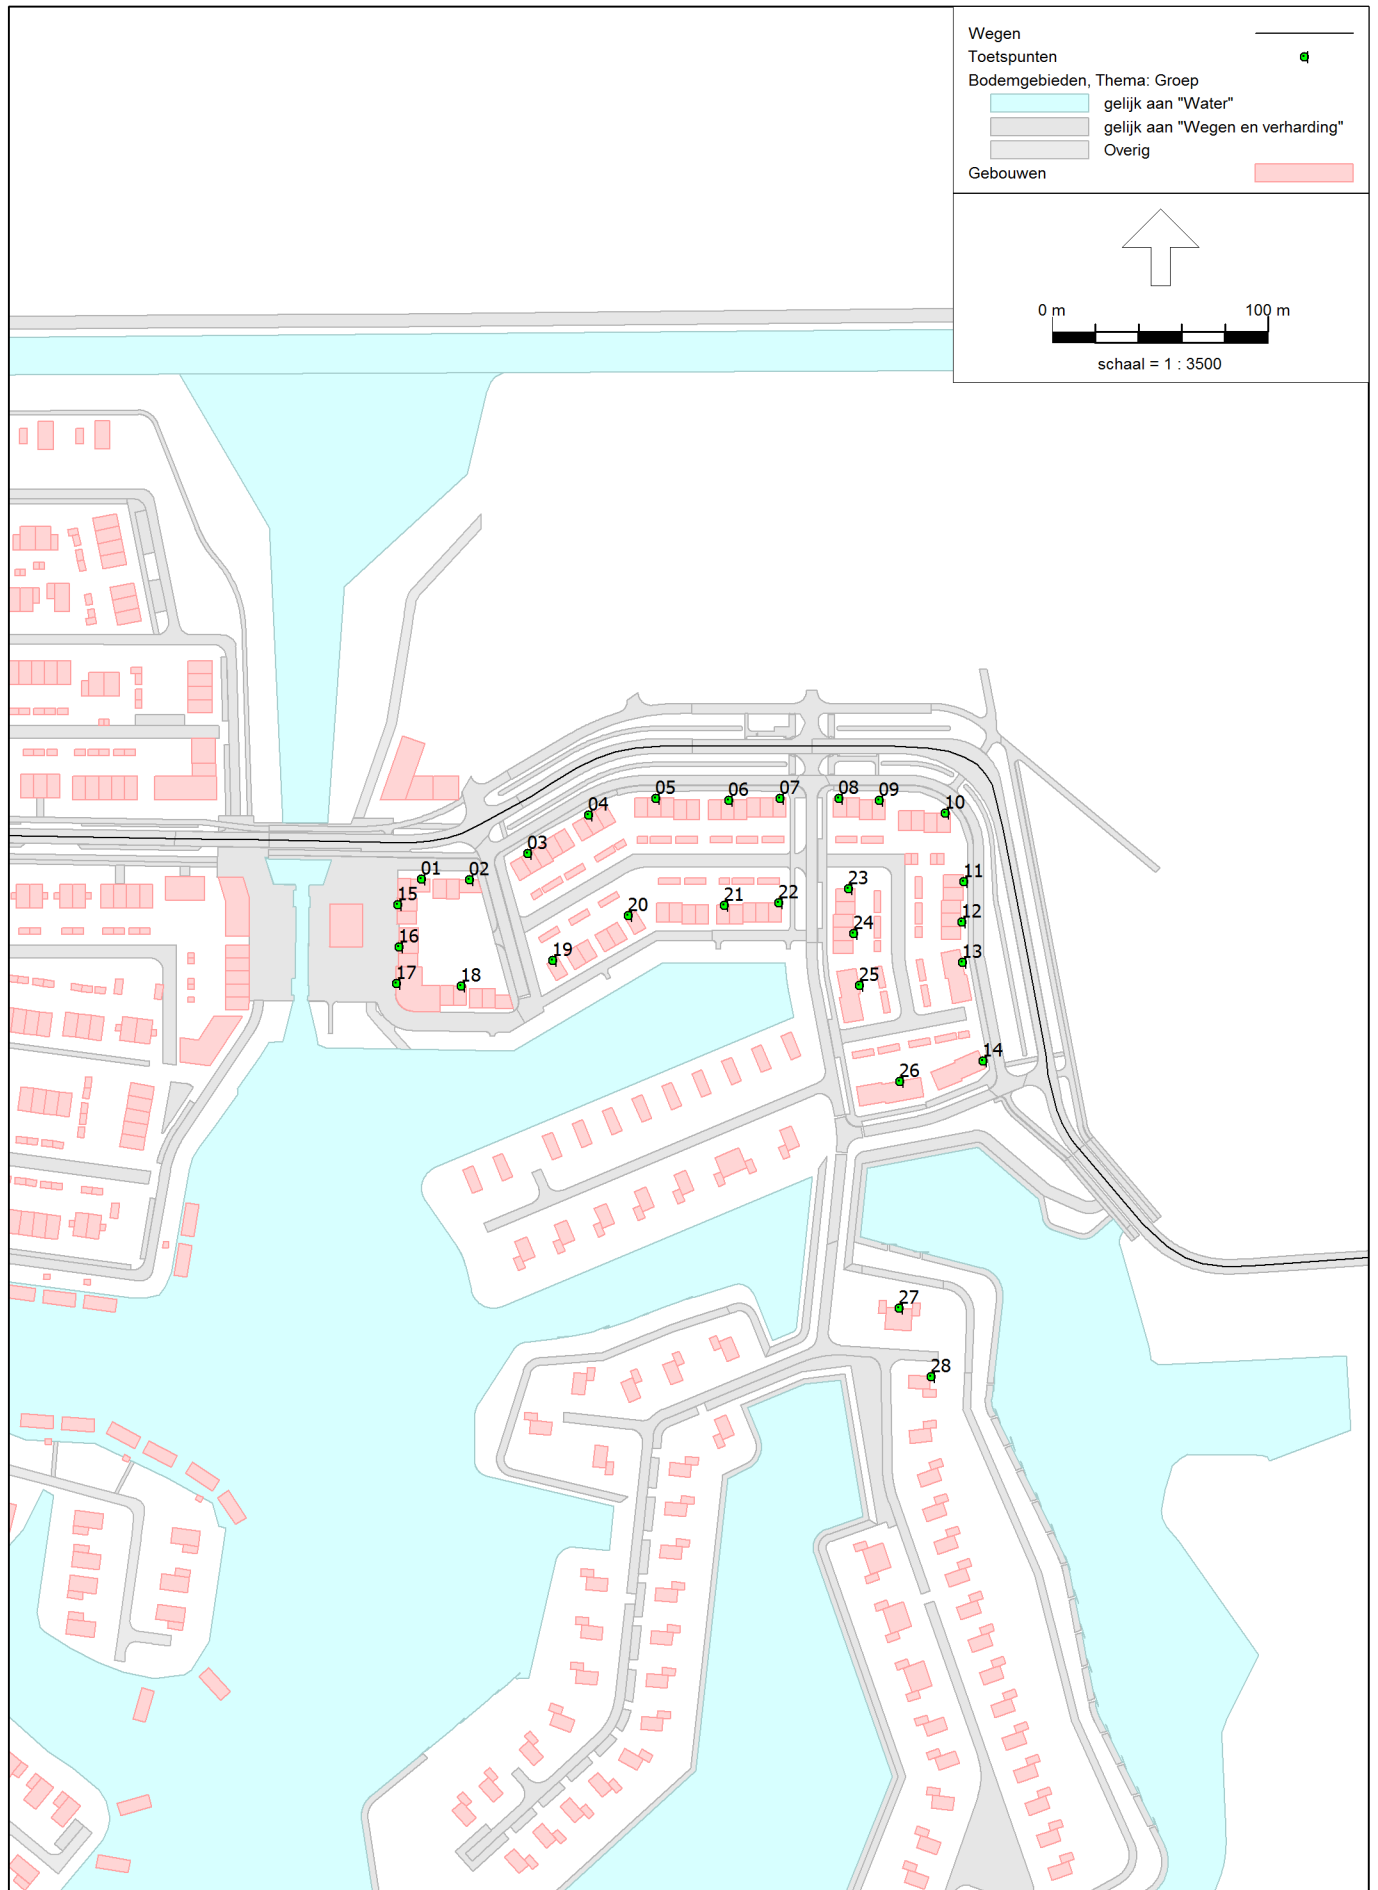 Wegen
Toetspunten
Bodemgebieden, Thema: Groep
gelijk aan "Water"
gelijk aan "Wegen en verharding"
Overig
Gebouwen
0 m 100 m
schaal = 1 : 3500
05 06 07 08 09
04 10
03
01 02 11
15 23
20 21 22 12
16 24
19 13
17 18 25
14
26
27
28